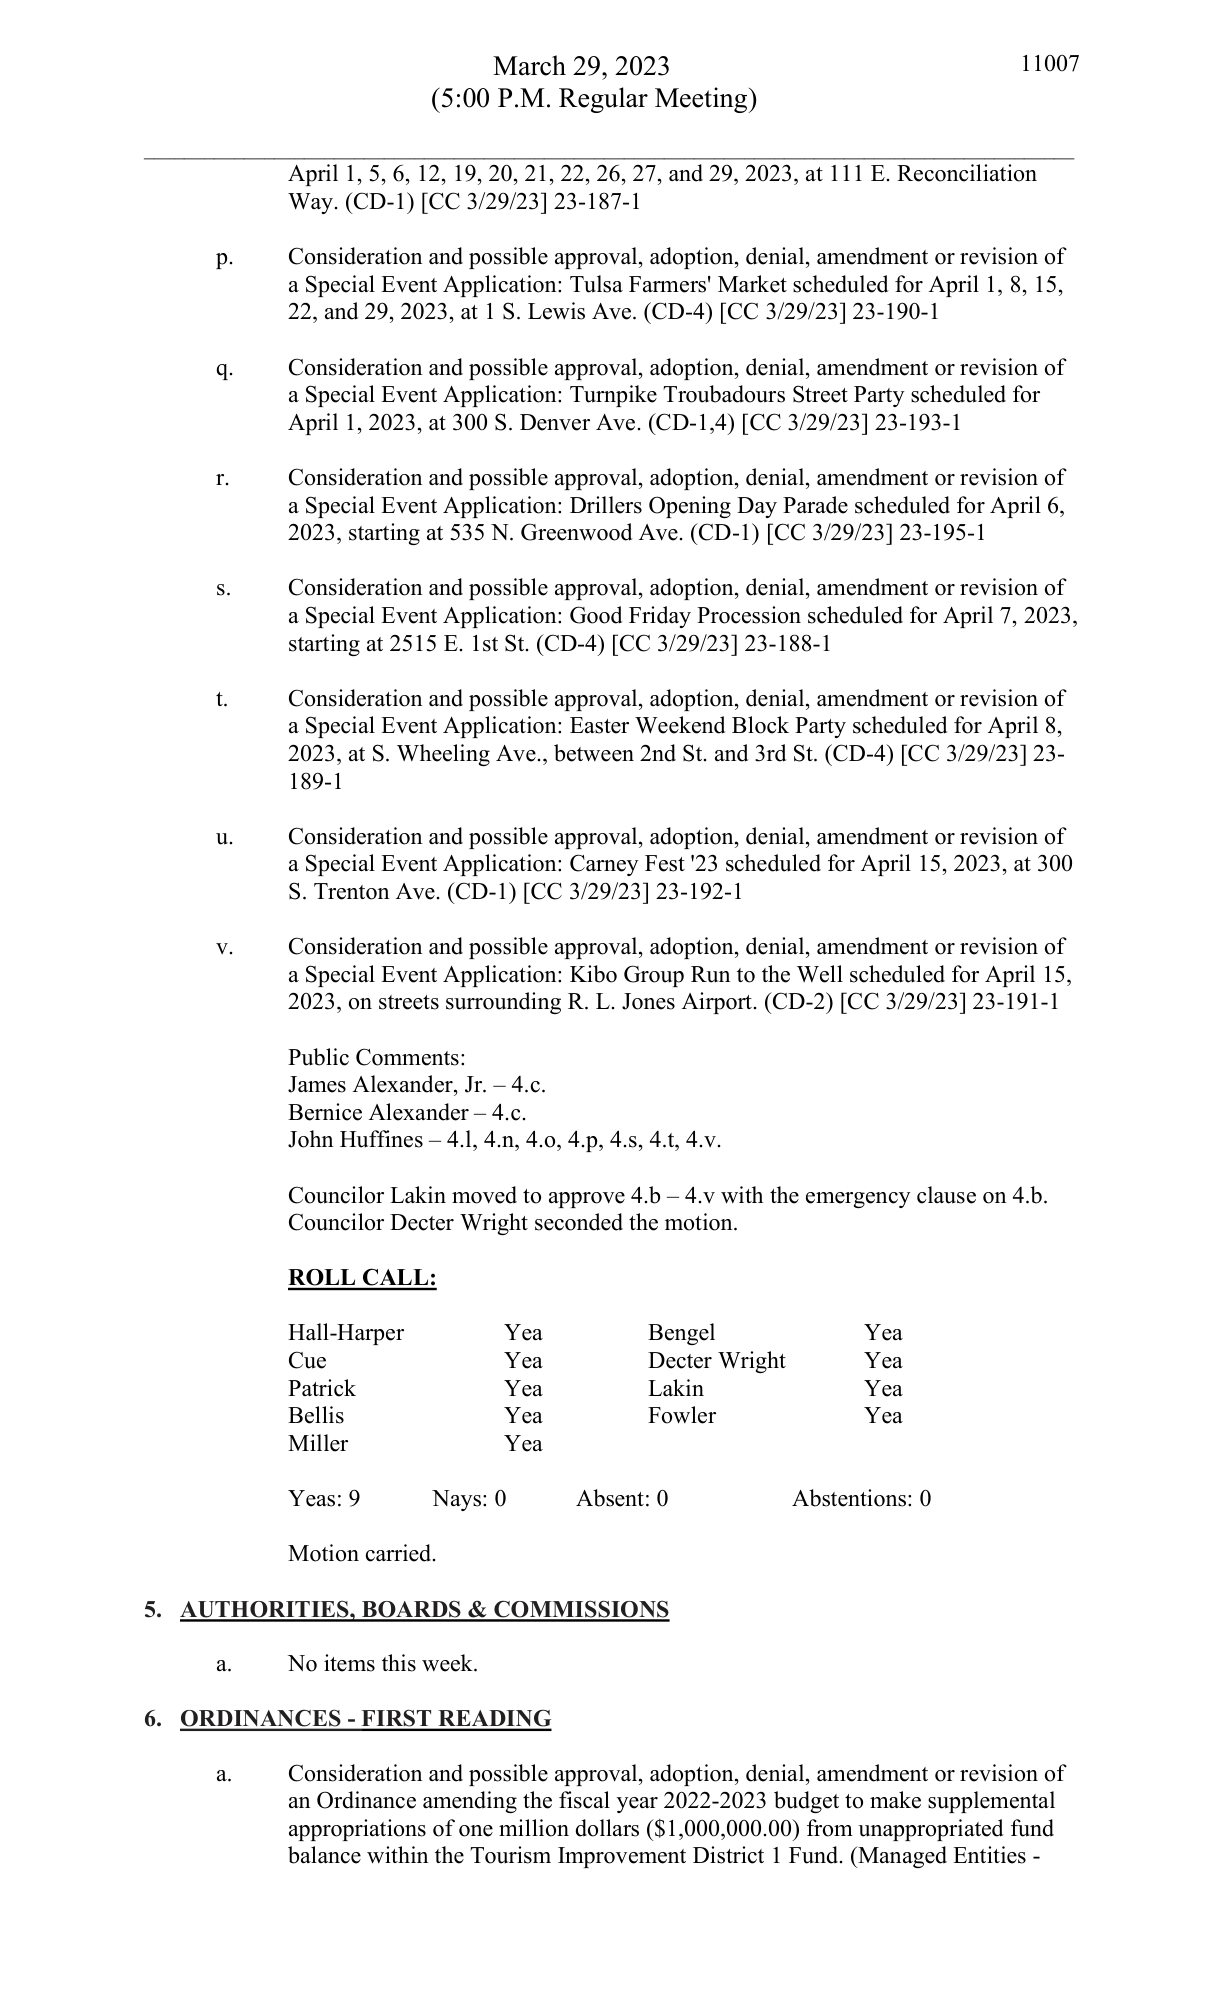 March 29, 2023
11007
(5:00 P.M. Regular Meeting)
April 1, 5, 6, 12, 19, 20, 21, 22, 26, 27, and 29, 2023, at 111 E. Reconciliation
Way. (CD-1) [CC 3/29/23] 23-187-1
p. Consideration and possible approval, adoption, denial, amendment or revision of
a Special Event Application: Tulsa Farmers' Market scheduled for April 1, 8, 15,
22, and 29, 2023, at 1 S. Lewis Ave. (CD-4) [CC 3/29/23] 23-190-1
q. Consideration and possible approval, adoption, denial, amendment or revision of
a Special Event Application: Turnpike Troubadours Street Party scheduled for
April 1, 2023, at 300 S. Denver Ave. (CD-1,4) [CC 3/29/23] 23-193-1
r. Consideration and possible approval, adoption, denial, amendment or revision of
a Special Event Application: Drillers Opening Day Parade scheduled for April 6,
2023, starting at 535 N. Greenwood Ave. (CD-1) [CC 3/29/23] 23-195-1
s. Consideration and possible approval, adoption, denial, amendment or revision of
a Special Event Application: Good Friday Procession scheduled for April 7, 2023,
starting at 2515 E. 1st St. (CD-4) [CC 3/29/23] 23-188-1
t. Consideration and possible approval, adoption, denial, amendment or revision of
a Special Event Application: Easter Weekend Block Party scheduled for April 8,
2023, at S. Wheeling Ave., between 2nd St. and 3rd St. (CD-4) [CC 3/29/23] 23-
189-1
u. Consideration and possible approval, adoption, denial, amendment or revision of
a Special Event Application: Carney Fest '23 scheduled for April 15, 2023, at 300
S. Trenton Ave. (CD-1) [CC 3/29/23] 23-192-1
v. Consideration and possible approval, adoption, denial, amendment or revision of
a Special Event Application: Kibo Group Run to the Well scheduled for April 15,
2023, on streets surrounding R. L. Jones Airport. (CD-2) [CC 3/29/23] 23-191-1
Public Comments:
James Alexander, Jr. – 4.c.
Bernice Alexander – 4.c.
John Huffines – 4.l, 4.n, 4.o, 4.p, 4.s, 4.t, 4.v.
Councilor Lakin moved to approve 4.b – 4.v with the emergency clause on 4.b.
Councilor Decter Wright seconded the motion.
ROLL CALL:
Hall-Harper Yea Bengel Yea
Cue Yea Decter Wright Yea
Patrick Yea Lakin Yea
Bellis Yea Fowler Yea
Miller Yea
Yeas: 9 Nays: 0 Absent: 0 Abstentions: 0
Motion carried.
5. AUTHORITIES, BOARDS & COMMISSIONS
a. No items this week.
6. ORDINANCES - FIRST READING
a. Consideration and possible approval, adoption, denial, amendment or revision of
an Ordinance amending the fiscal year 2022-2023 budget to make supplemental
appropriations of one million dollars ($1,000,000.00) from unappropriated fund
balance within the Tourism Improvement District 1 Fund. (Managed Entities -